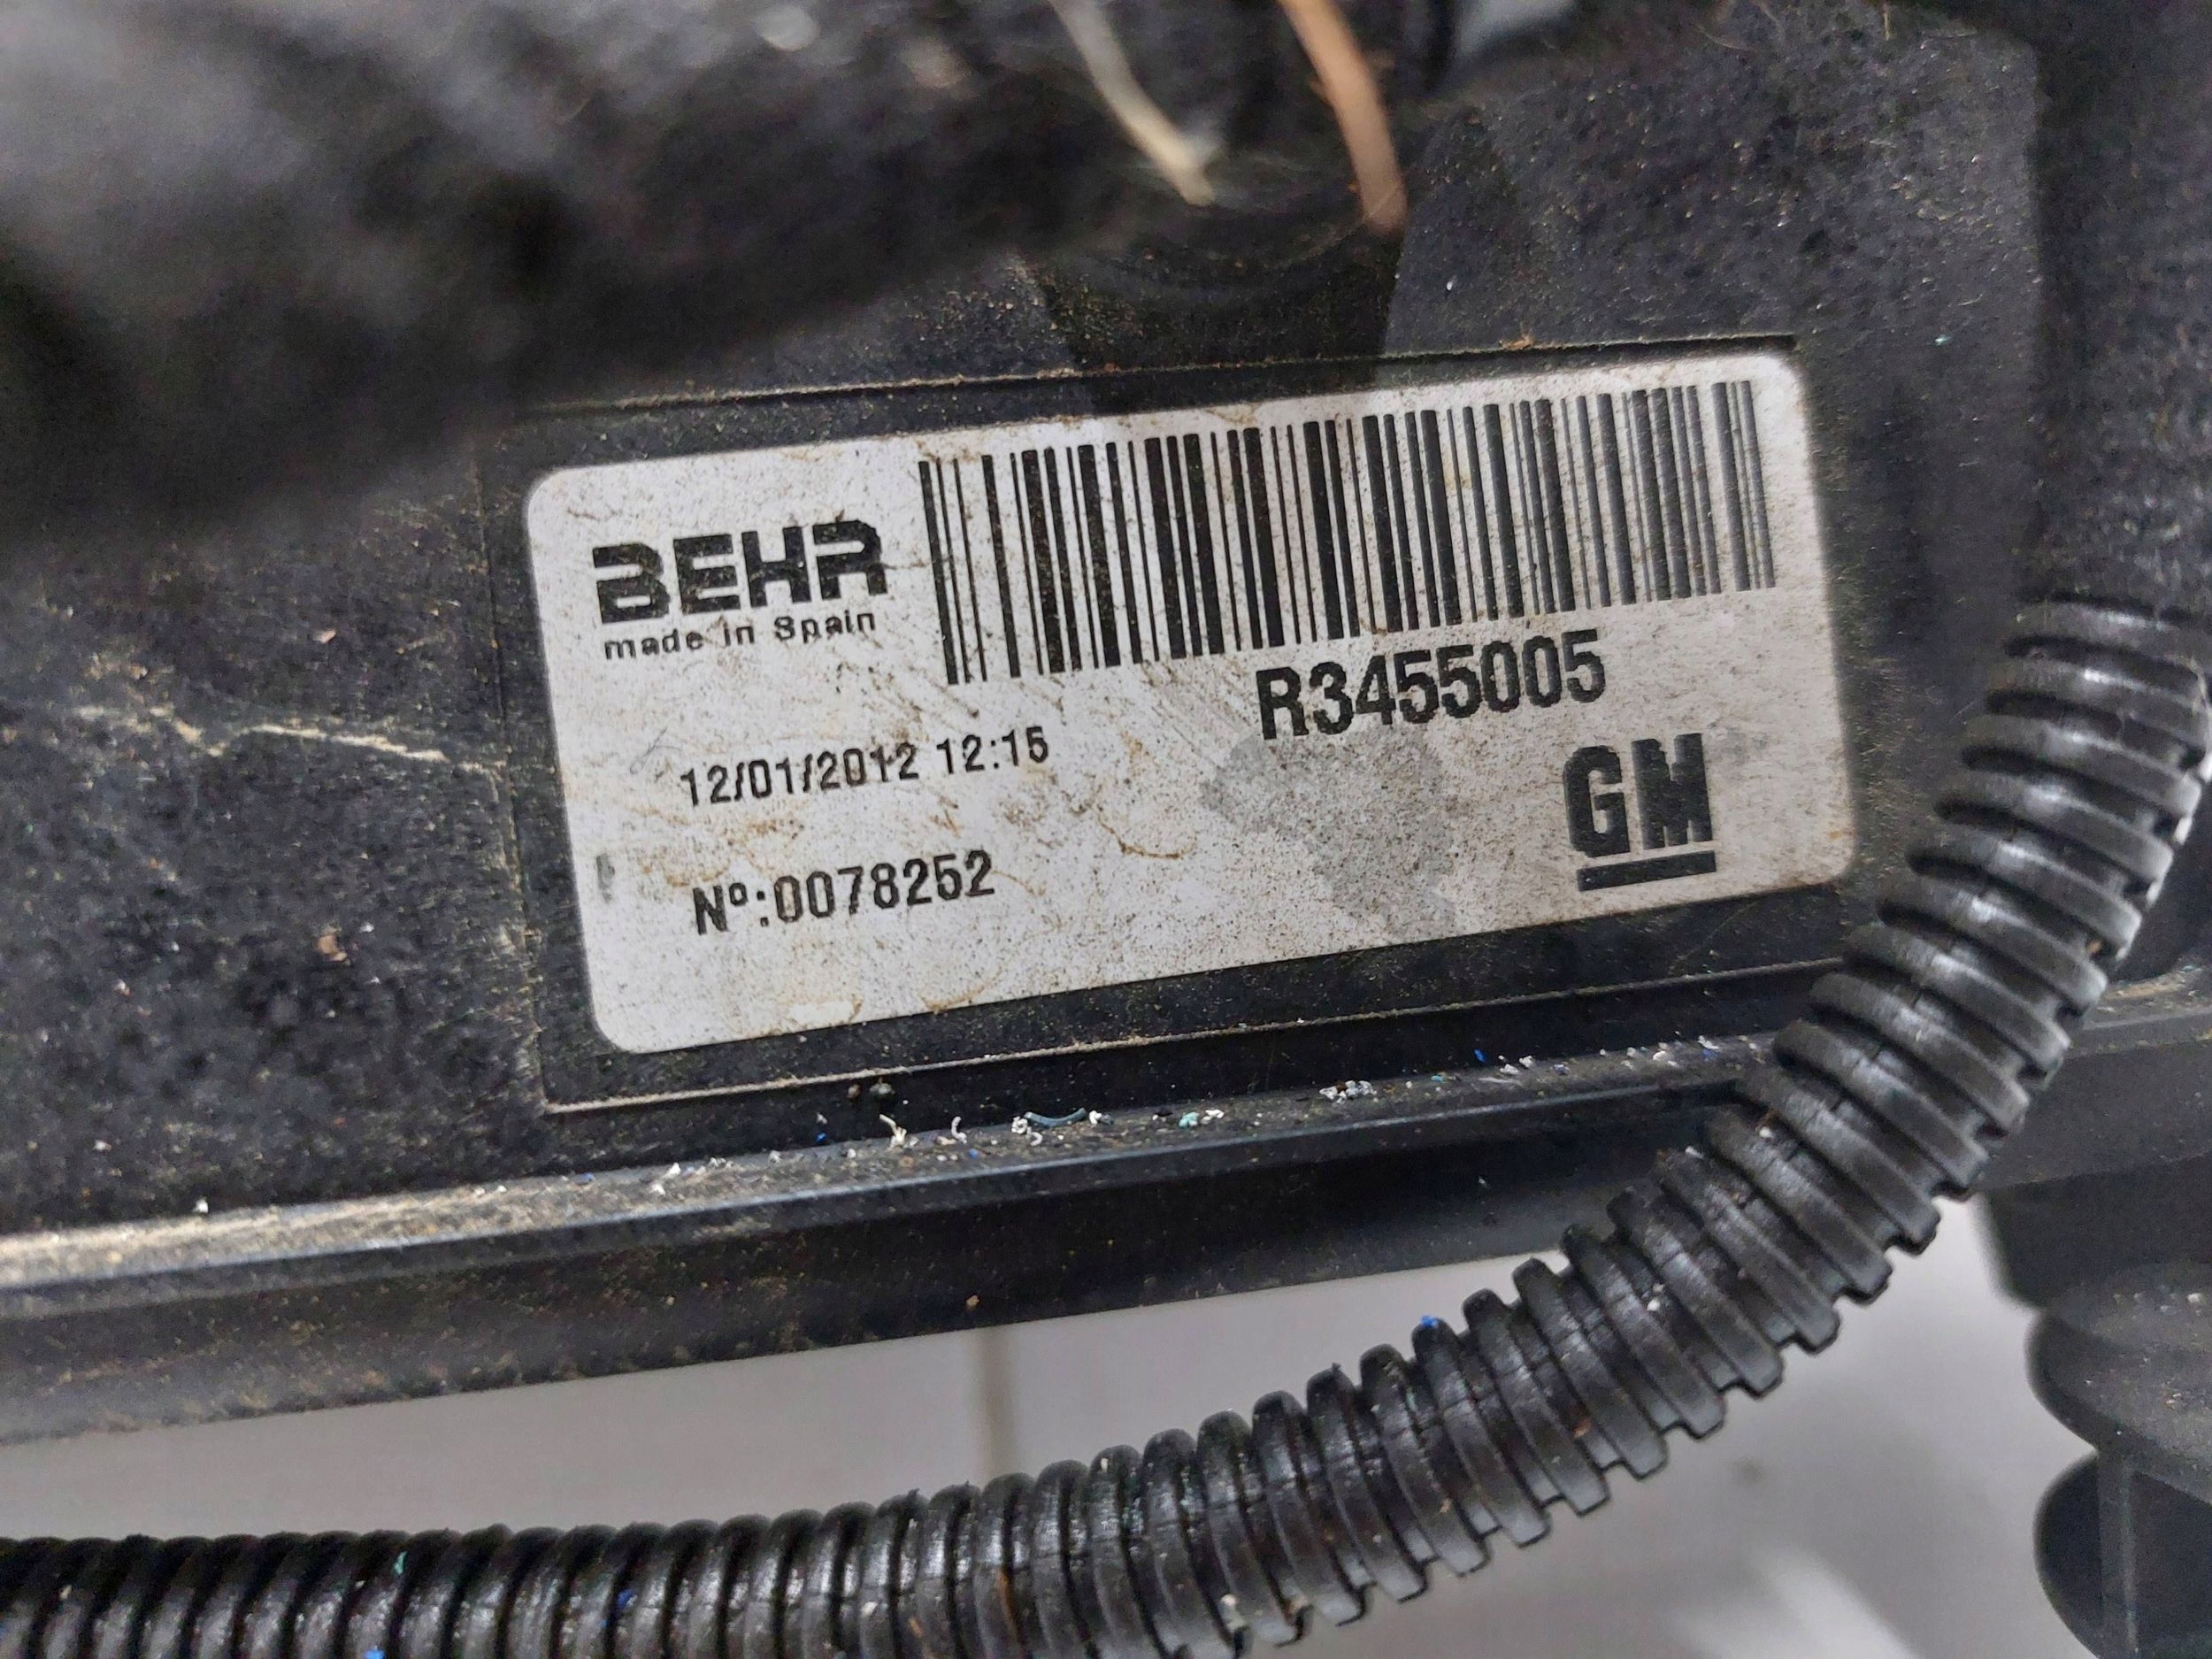 BEHR
made in Spain
R3455005
12/01/2012 12:15
Nº:0078252
GM